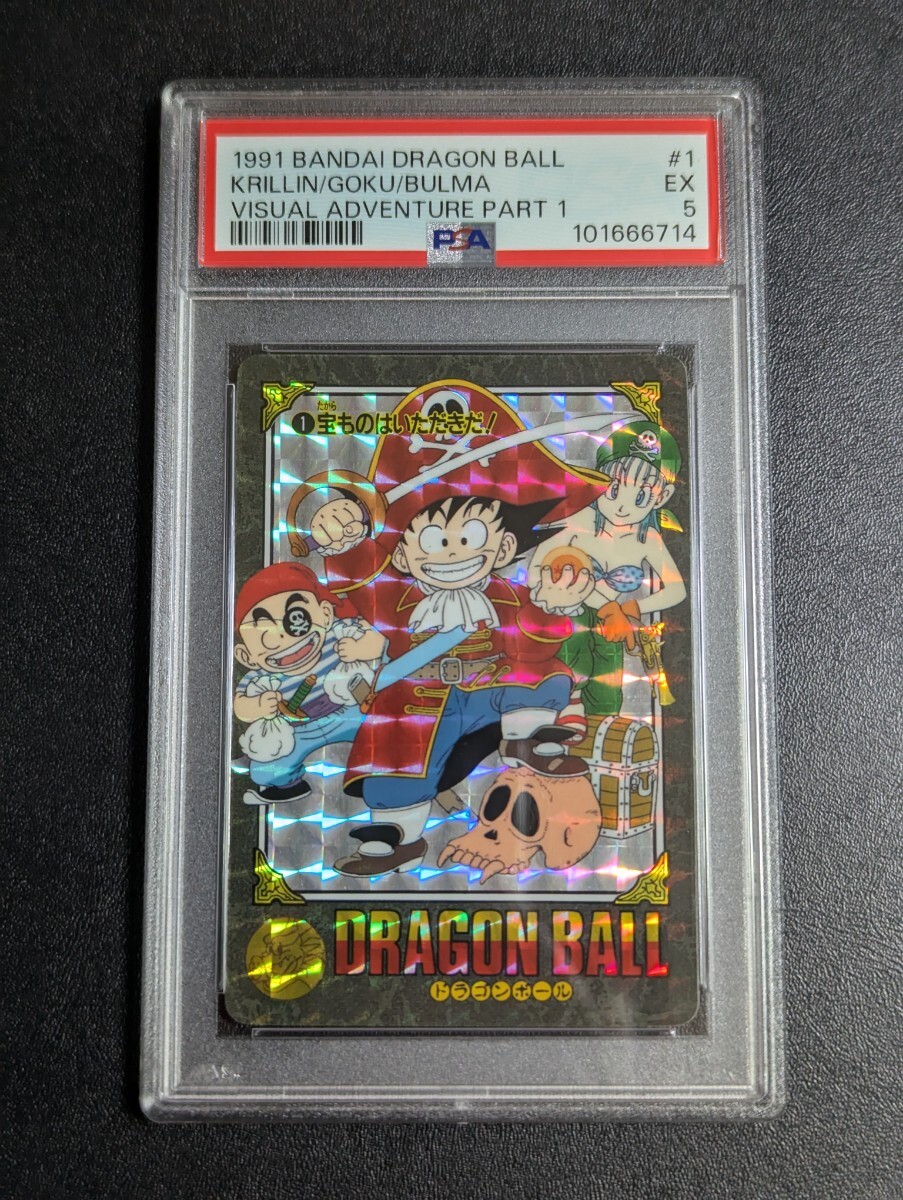 1991 BANDAI DRAGON BALL #1
KRILLIN/GOKU/BULMA EX
VISUAL ADVENTURE PART 1 5
PSA 101666714
たから
1 宝ものはいただきだ!
DRAGON BALL
ドラゴンボール